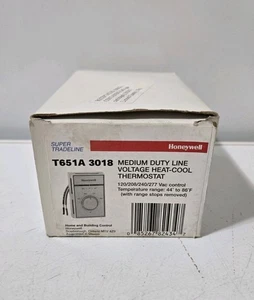 SUPER
TRADELINE
Honeywell
T651A 3018
MEDIUM DUTY LINE
VOLTAGE HEAT-COOL
THERMOSTAT
120/208/240/277 Vac control
Temperature range: 44° to 86°F
(with range stops removed)
Honeywell
Home and Building Control
Honeywell